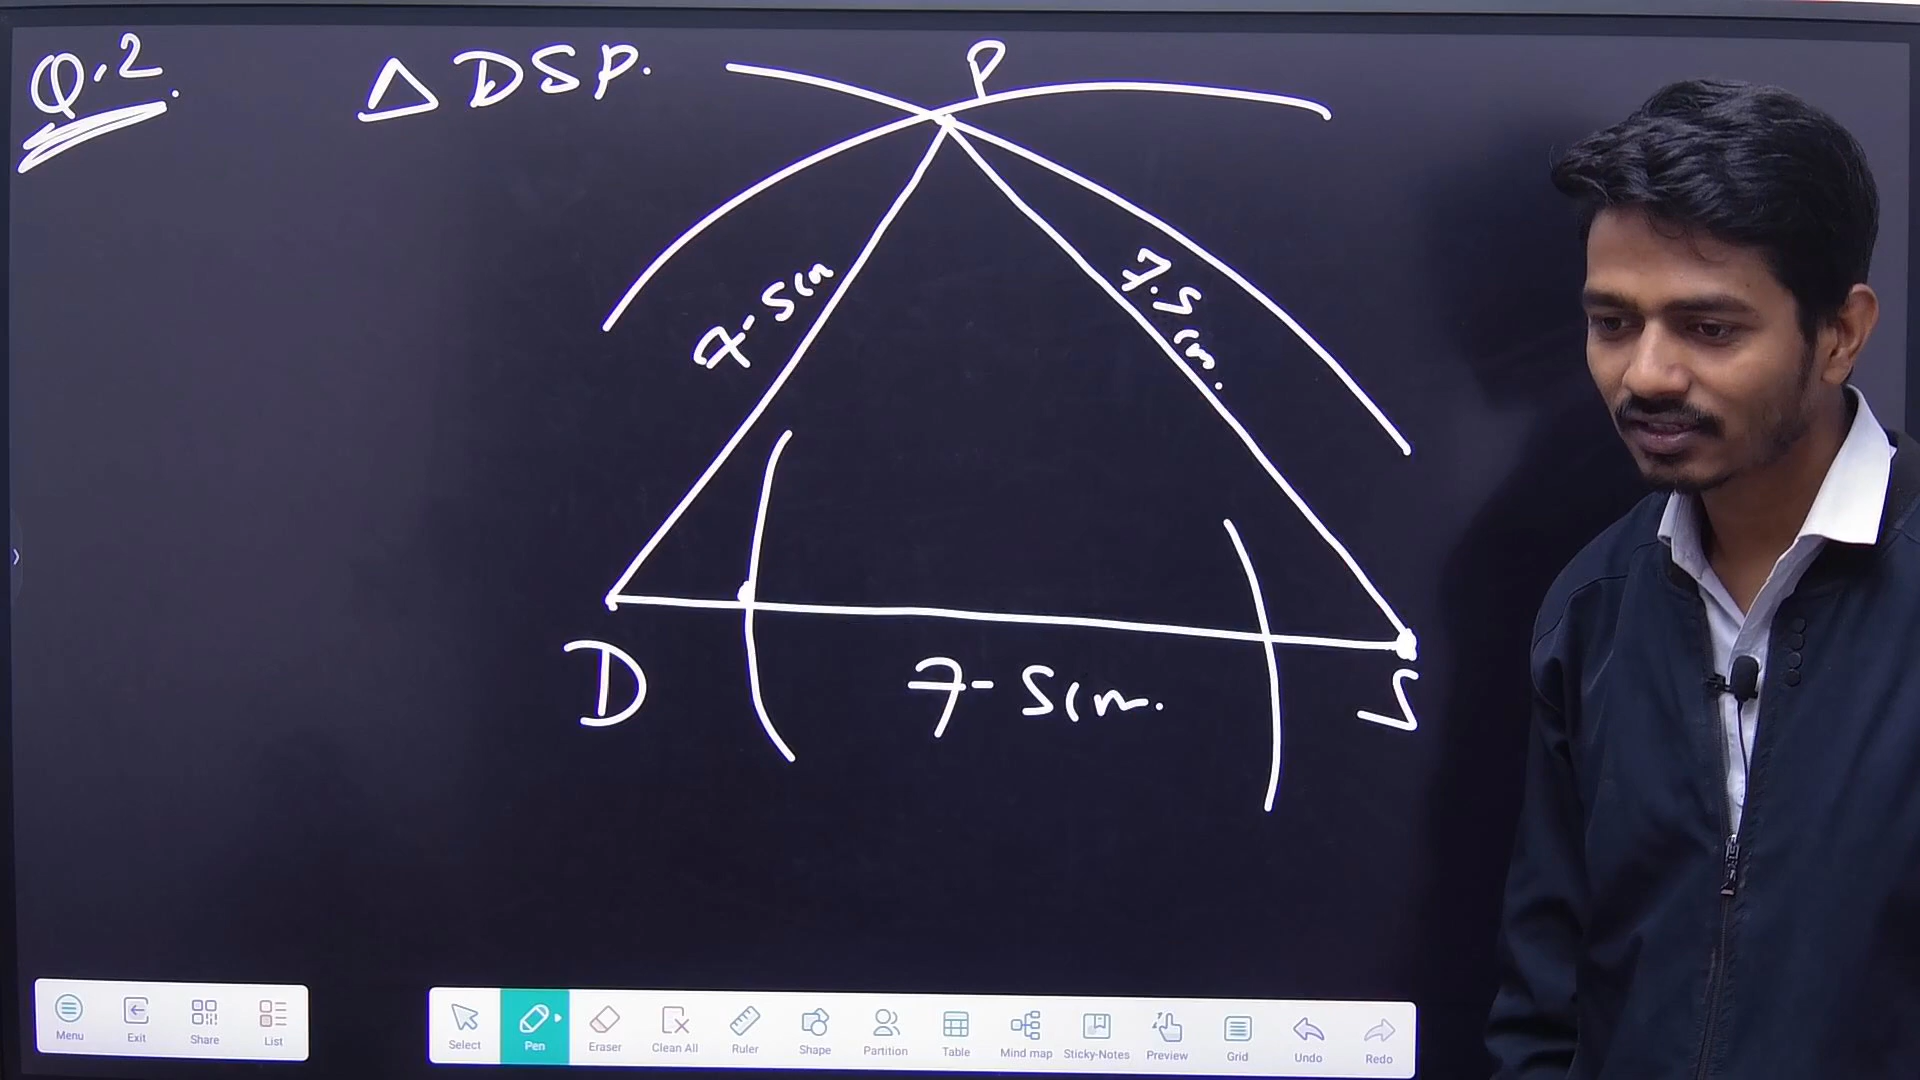 Q.2.
Δ DSP.
P
7.5cm
7.5cm.
D
7.5cm.
S
Menu
Exit
Share
List
Select
Pen
Eraser
Clean All
Ruler
Shape
Partition
Table
Mind map
Sticky-Notes
Preview
Grid
Undo
Redo